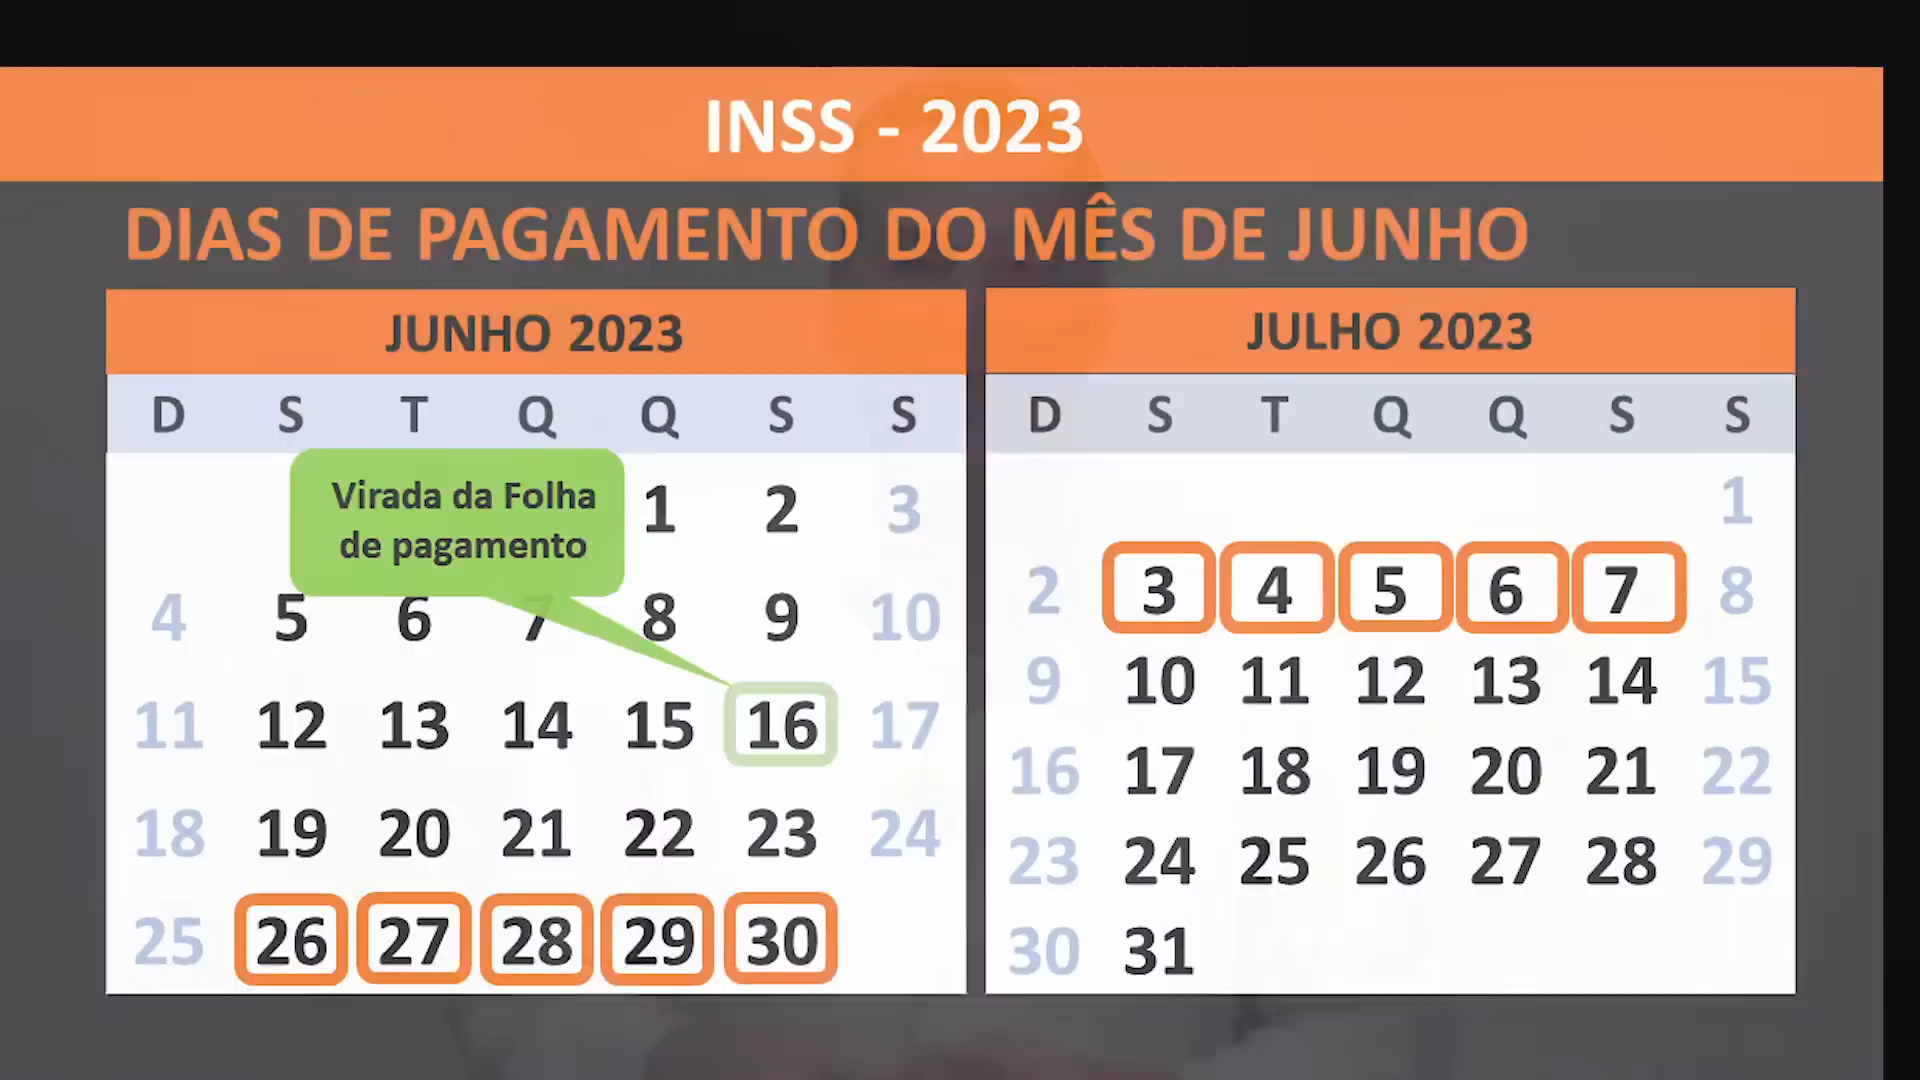 INSS - 2023
DIAS DE PAGAMENTO DO MÊS DE JUNHO
JUNHO 2023
D S T Q Q S S
Virada da Folha
de pagamento
1 2 3
4 5 6 7 8 9 10
11 12 13 14 15 16 17
18 19 20 21 22 23 24
25 26 27 28 29 30
JULHO 2023
D S T Q Q S S
1
2 3 4 5 6 7 8
9 10 11 12 13 14 15
16 17 18 19 20 21 22
23 24 25 26 27 28 29
30 31